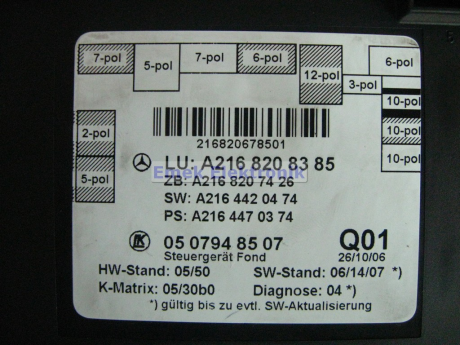 7-pol 5-pol 7-pol 6-pol 12-pol 3-pol 6-pol
10-pol
10-pol
10-pol
2-pol
5-pol
216820678501
LU: A216 820 83 85
Emek Elektronik
ZB: A216 820 74 26
SW: A216 442 04 74
PS: A216 447 03 74
LK 05 0794 85 07 Q01
Steuergerät Fond 26/10/06
HW-Stand: 05/50 SW-Stand: 06/14/07 *)
K-Matrix: 05/30b0 Diagnose: 04 *)
*) gültig bis zu evtl. SW-Aktualisierung